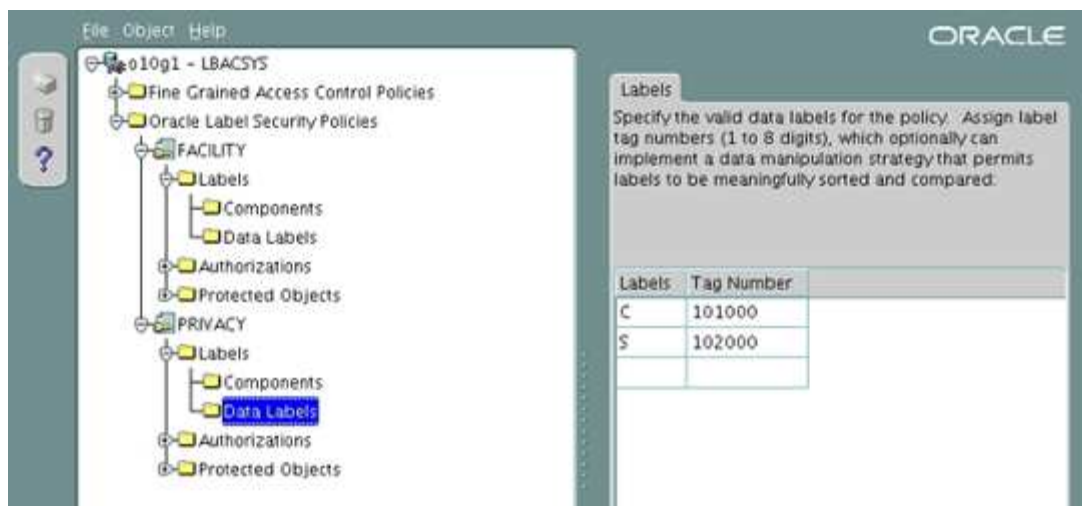 File Object Help
ORACLE
o10g1 - LBACSYS
Fine Grained Access Control Policies
Oracle Label Security Policies
FACILITY
Labels
Components
Data Labels
Authorizations
Protected Objects
PRIVACY
Labels
Components
Data Labels
Authorizations
Protected Objects
?
Labels
Specify the valid data labels for the policy. Assign label
tag numbers (1 to 8 digits), which optionally can
implement a data manipulation strategy that permits
labels to be meaningfully sorted and compared:
Labels Tag Number
C 101000
S 102000